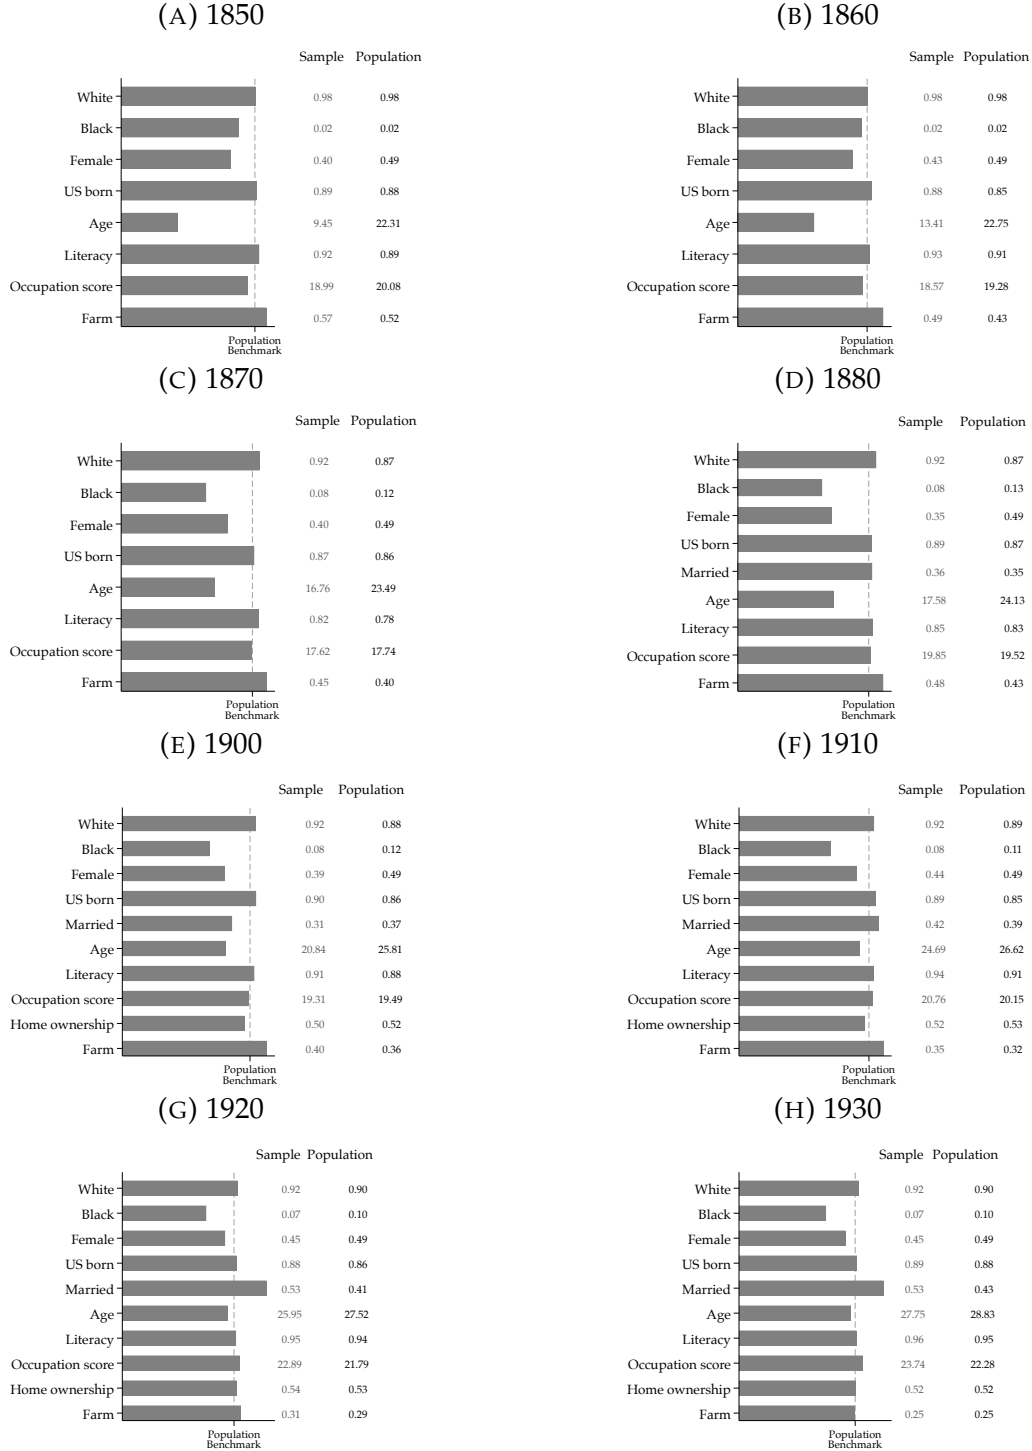 (A) 1850
Sample Population
White 0.98 0.98
Black 0.02 0.02
Female 0.40 0.49
US born 0.89 0.88
Age 9.45 22.31
Literacy 0.92 0.89
Occupation score 18.99 20.08
Farm 0.57 0.52
Population
Benchmark
(B) 1860
Sample Population
White 0.98 0.98
Black 0.02 0.02
Female 0.43 0.49
US born 0.88 0.85
Age 13.41 22.75
Literacy 0.93 0.91
Occupation score 18.57 19.28
Farm 0.49 0.43
Population
Benchmark
(C) 1870
Sample Population
White 0.92 0.87
Black 0.08 0.12
Female 0.40 0.49
US born 0.87 0.86
Age 16.76 23.49
Literacy 0.82 0.78
Occupation score 17.62 17.74
Farm 0.45 0.40
Population
Benchmark
(D) 1880
Sample Population
White 0.92 0.87
Black 0.08 0.13
Female 0.35 0.49
US born 0.89 0.87
Married 0.36 0.35
Age 17.58 24.13
Literacy 0.85 0.83
Occupation score 19.85 19.52
Farm 0.48 0.43
Population
Benchmark
(E) 1900
Sample Population
White 0.92 0.88
Black 0.08 0.12
Female 0.39 0.49
US born 0.90 0.86
Married 0.31 0.37
Age 20.84 25.81
Literacy 0.91 0.88
Occupation score 19.31 19.49
Home ownership 0.50 0.52
Farm 0.40 0.36
Population
Benchmark
(F) 1910
Sample Population
White 0.92 0.89
Black 0.08 0.11
Female 0.44 0.49
US born 0.89 0.85
Married 0.42 0.39
Age 24.69 26.62
Literacy 0.94 0.91
Occupation score 20.76 20.15
Home ownership 0.52 0.53
Farm 0.35 0.32
Population
Benchmark
(G) 1920
Sample Population
White 0.92 0.90
Black 0.07 0.10
Female 0.45 0.49
US born 0.88 0.86
Married 0.53 0.41
Age 25.95 27.52
Literacy 0.95 0.94
Occupation score 22.89 21.79
Home ownership 0.54 0.53
Farm 0.31 0.29
Population
Benchmark
(H) 1930
Sample Population
White 0.92 0.90
Black 0.07 0.10
Female 0.45 0.49
US born 0.89 0.88
Married 0.53 0.43
Age 27.75 28.83
Literacy 0.96 0.95
Occupation score 23.74 22.28
Home ownership 0.52 0.52
Farm 0.25 0.25
Population
Benchmark